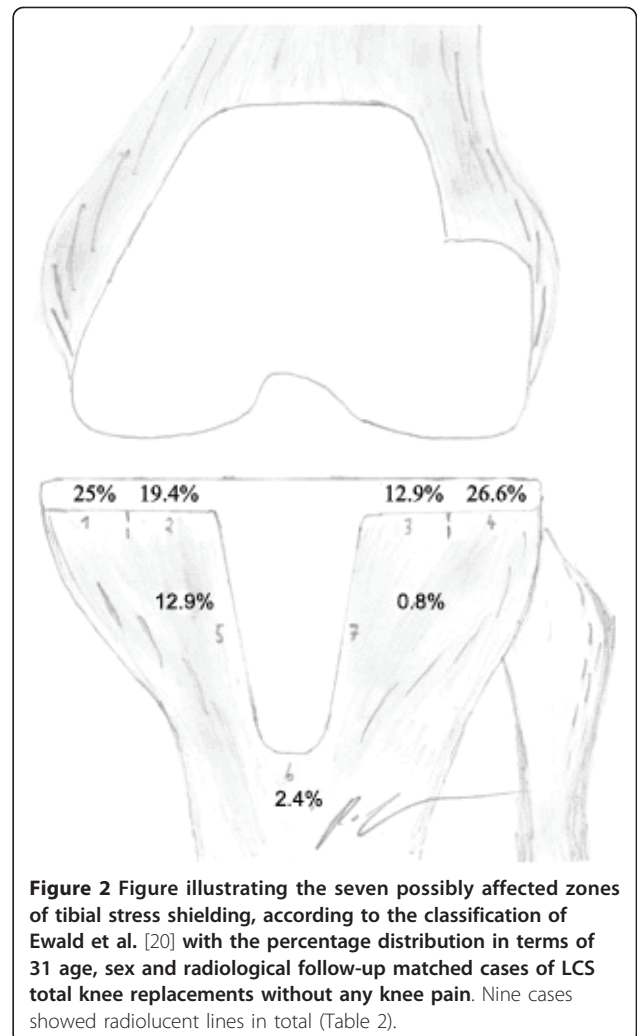 25% 19.4% 12.9% 26.6%
1 2 3 4
12.9% 0.8%
5 7
6
2.4%
Figure 2 Figure illustrating the seven possibly affected zones
of tibial stress shielding, according to the classification of
Ewald et al. [20] with the percentage distribution in terms of
31 age, sex and radiological follow-up matched cases of LCS
total knee replacements without any knee pain. Nine cases
showed radiolucent lines in total (Table 2).